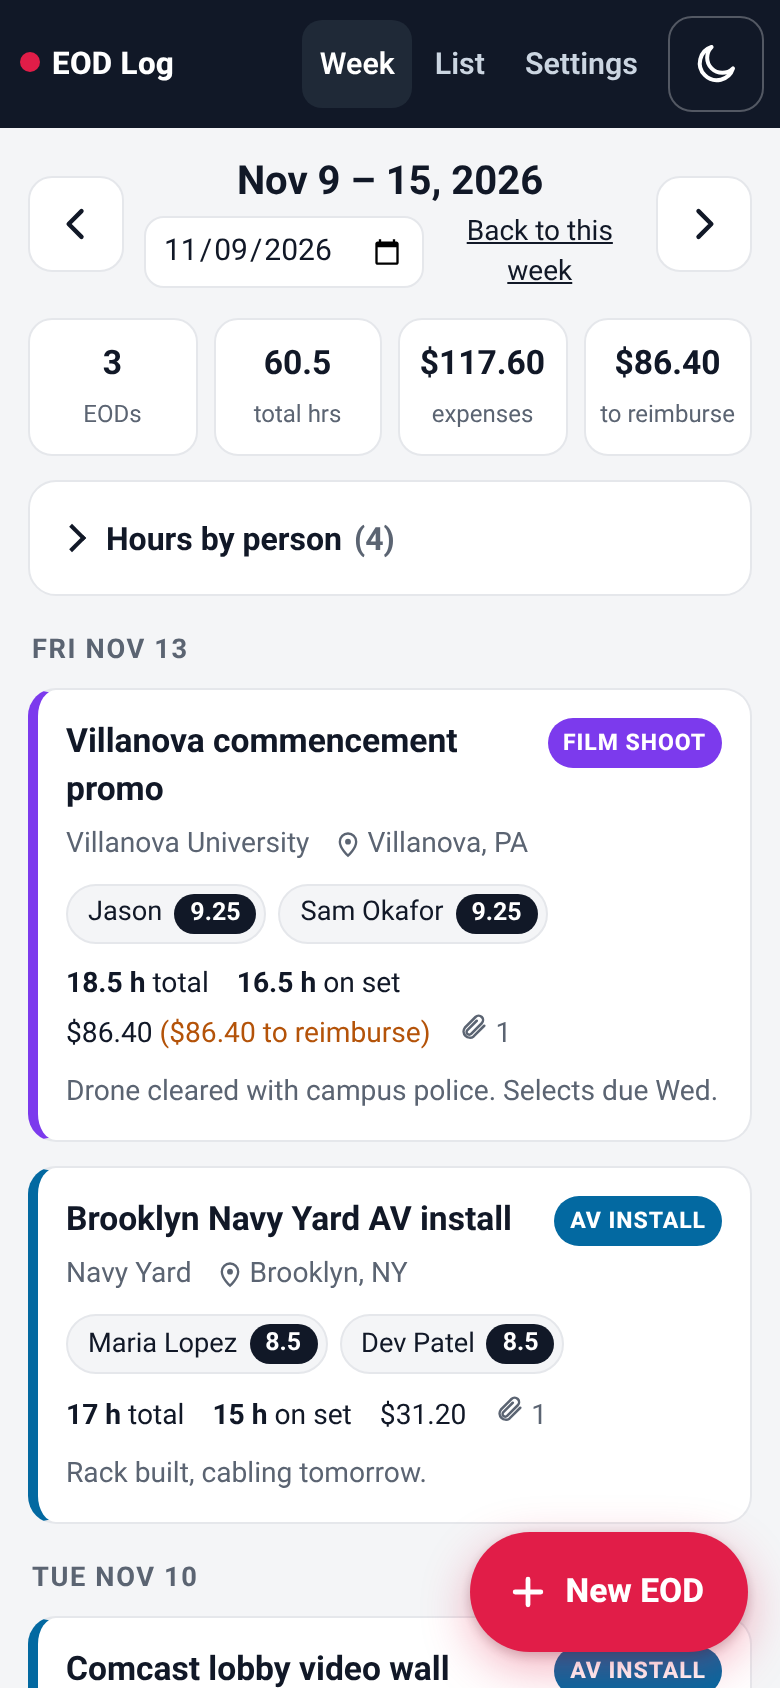 EOD Log
Week
List
Settings
Nov 9 – 15, 2026
11/09/2026
Back to this
week
3
EODs
60.5
total hrs
$117.60
expenses
$86.40
to reimburse
Hours by person (4)
FRI NOV 13
Villanova commencement
promo
FILM SHOOT
Villanova University
Villanova, PA
Jason 9.25
Sam Okafor 9.25
18.5 h total 16.5 h on set
$86.40 ($86.40 to reimburse) 1
Drone cleared with campus police. Selects due Wed.
Brooklyn Navy Yard AV install
AV INSTALL
Navy Yard
Brooklyn, NY
Maria Lopez 8.5
Dev Patel 8.5
17 h total 15 h on set $31.20 1
Rack built, cabling tomorrow.
TUE NOV 10
New EOD
Comcast lobby video wall
AV INSTALL